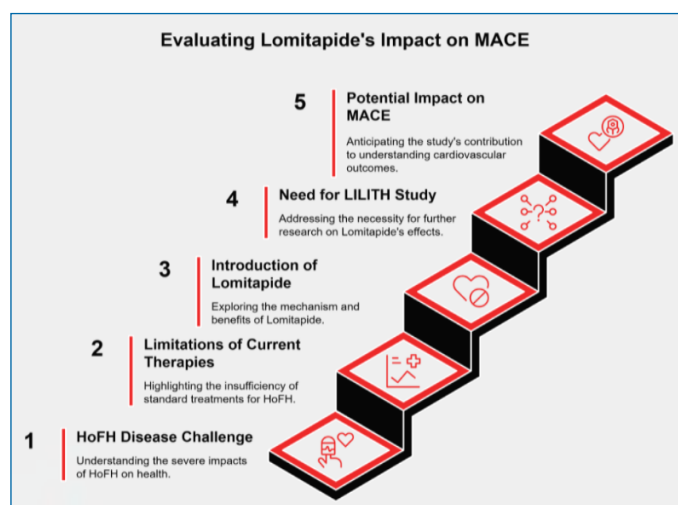 Evaluating Lomitapide's Impact on MACE
5
Potential Impact on
MACE
Anticipating the study's contribution
to understanding cardiovascular
outcomes.
4
Need for LILITH Study
Addressing the necessity for further
research on Lomitapide's effects.
3
Introduction of
Lomitapide
Exploring the mechanism and
benefits of Lomitapide.
2
Limitations of Current
Therapies
Highlighting the insufficiency of
standard treatments for HoFH.
1
HoFH Disease Challenge
Understanding the severe impacts
of HoFH on health.